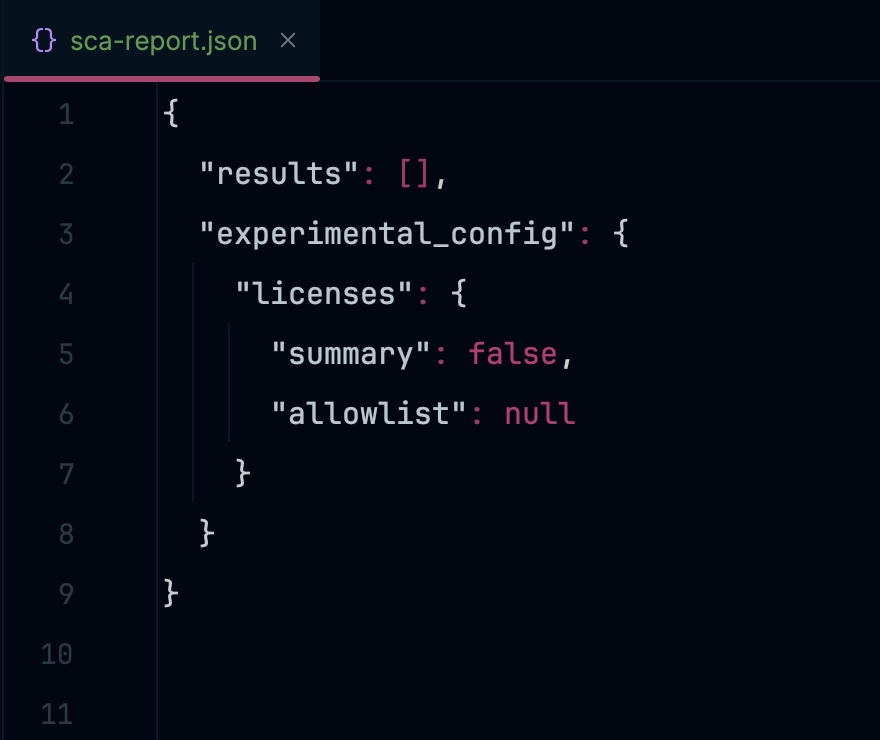 {} sca-report.json ×
1 {
2 "results": [],
3 "experimental_config": {
4 "licenses": {
5 "summary": false,
6 "allowlist": null
7 }
8 }
9 }
10
11